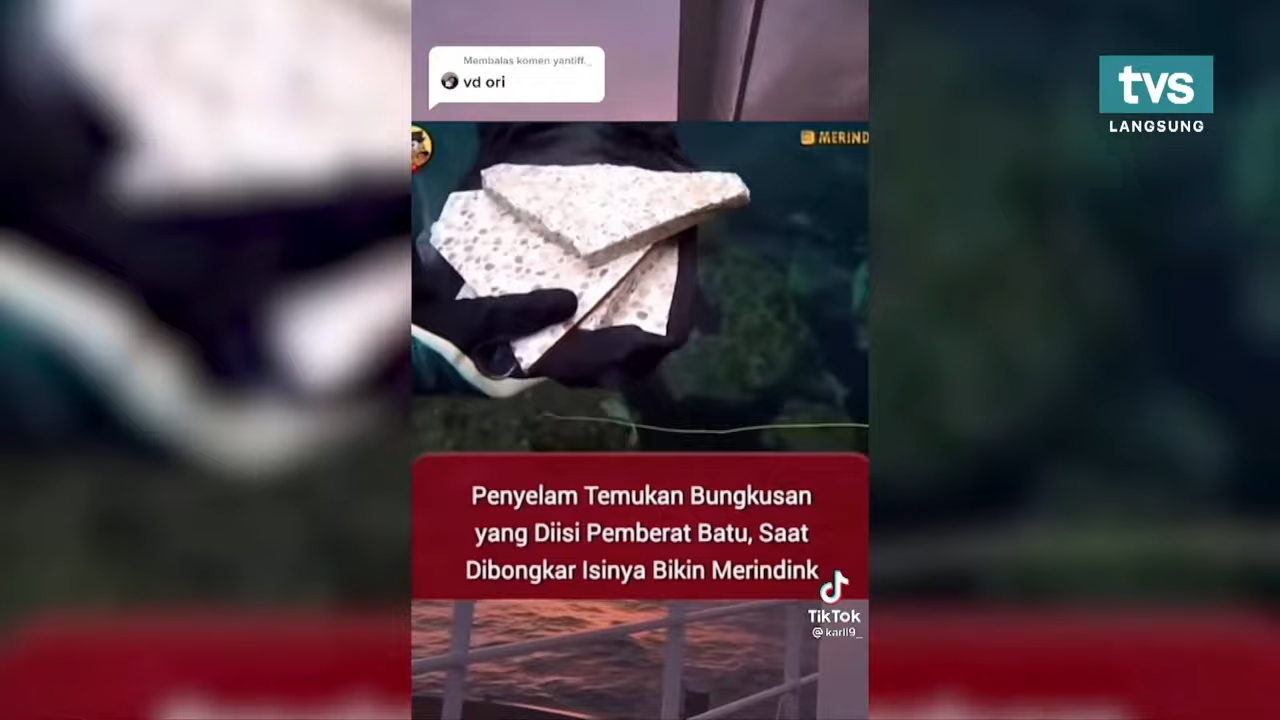 Membalas komen yantiff._
vd ori
tvs
LANGSUNG
MERIND
Penyelam Temukan Bungkusan
yang Diisi Pemberat Batu, Saat
Dibongkar Isinya Bikin Merindink
TikTok
@karll9_